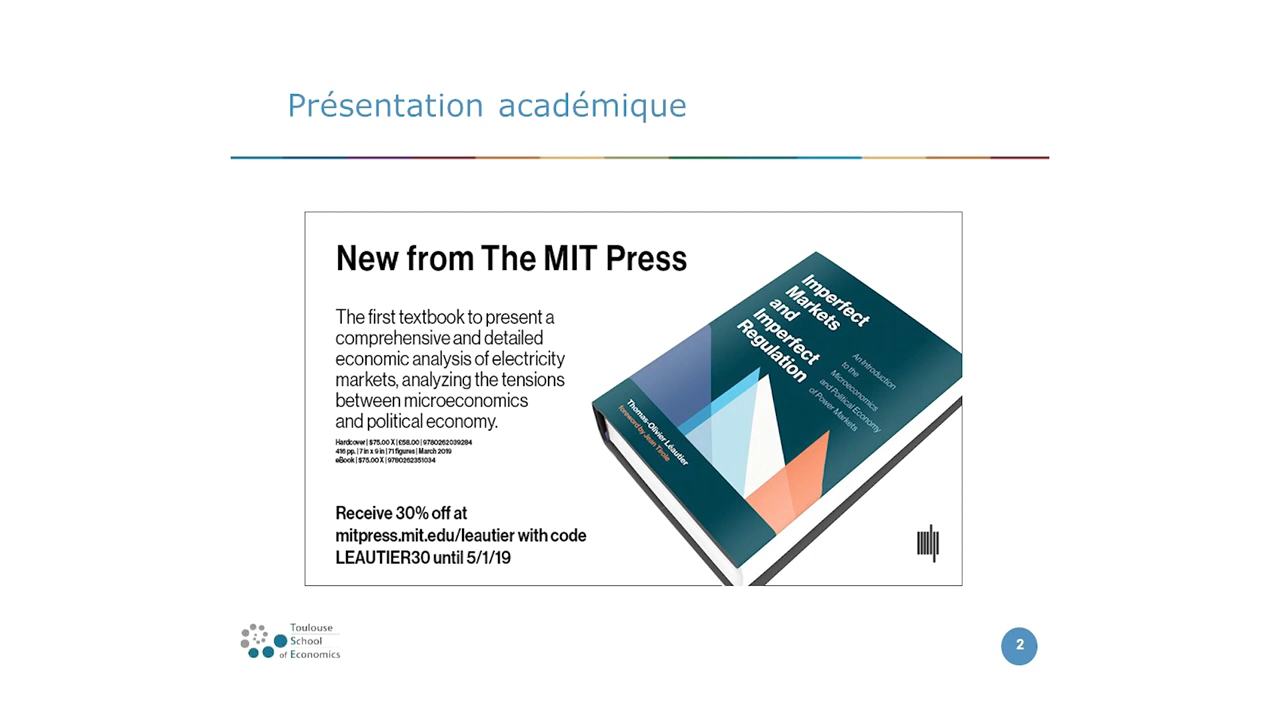 Présentation académique
New from The MIT Press
The first textbook to present a
comprehensive and detailed
economic analysis of electricity
markets, analyzing the tensions
between microeconomics
and political economy.
Hardcover | $75.00 X | £58.00 | 9780262039284
416 pp. | 7 in x 9 in | 71 figures | March 2019
eBook | $75.00 X | 9780262351034
Receive 30% off at
mitpress.mit.edu/leautier with code
LEAUTIER30 until 5/1/19
Imperfect
Markets
and
Imperfect
Regulation
An Introduction
to the
Microeconomics
and Political Economy
of Power Markets
Thomas-Olivier Léautier
foreword by Jean Tirole
Toulouse
School
of Economics
2